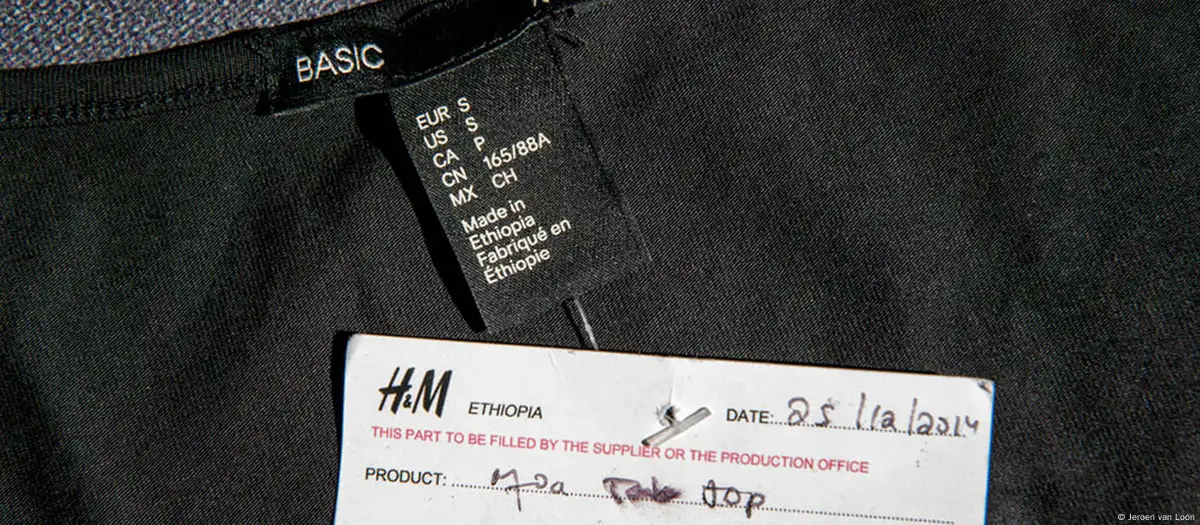 BASIC
EUR S
US S
CA P
CN 165/88A
MX CH
Made in
Ethiopia
Fabriqué en
Éthiopie
H&M ETHIOPIA DATE: 25/12/2014
THIS PART TO BE FILLED BY THE SUPPLIER OR THE PRODUCTION OFFICE
PRODUCT: Moa top
© Jeroen van Loon